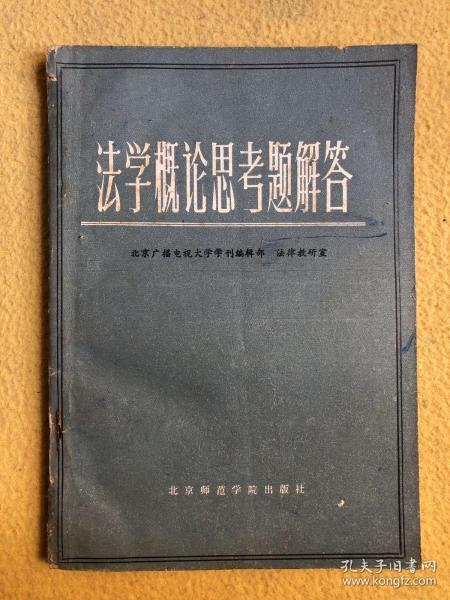 法学概论思考题解答
北京广播电视大学学刊编辑部 法律教研室
北京师范学院出版社
孔夫子旧书网
www.kongfz.com